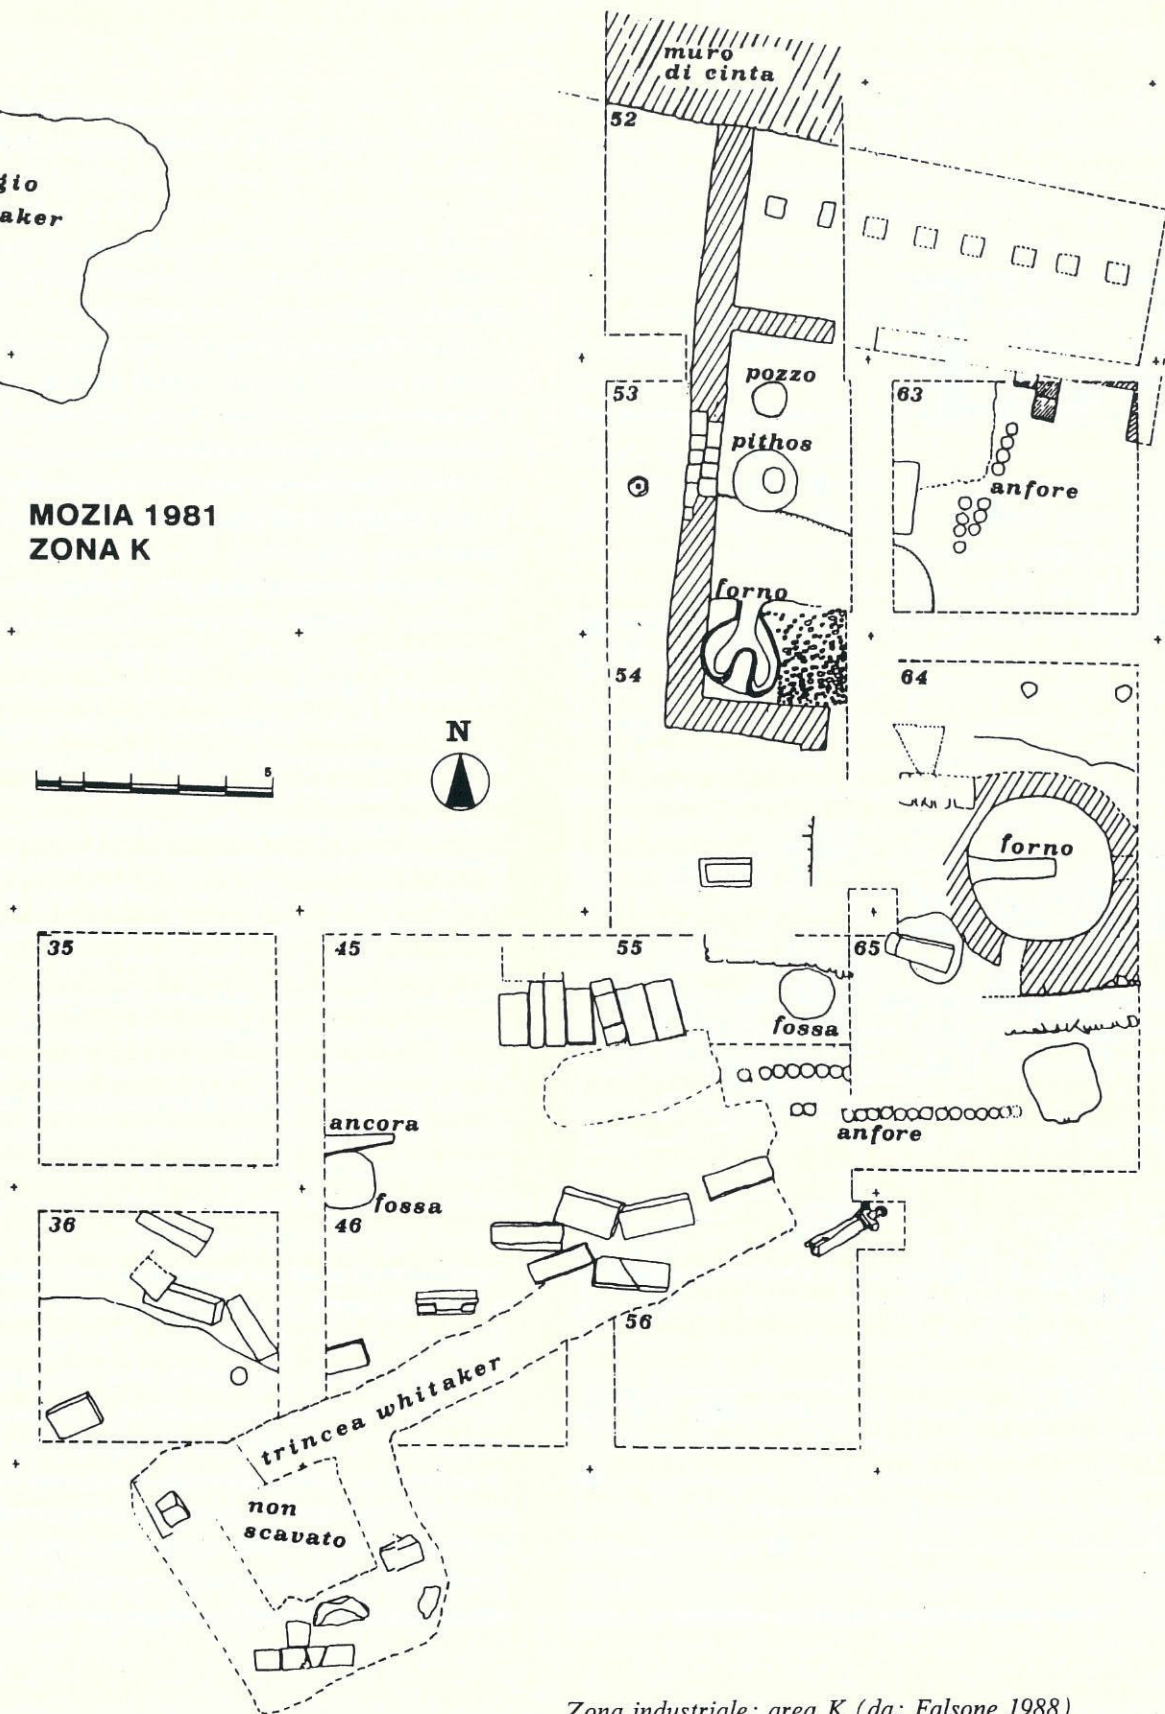 muro
di cinta
52
gio
aker
pozzo
53
63
pithos
anfore
MOZIA 1981
ZONA K
forno
54
64
N
5
forno
35
45
55
65
fossa
ancora
anfore
fossa
36
46
56
trincea whitaker
non
scavato
Zona industriale: area K (da: Falsone 1988)